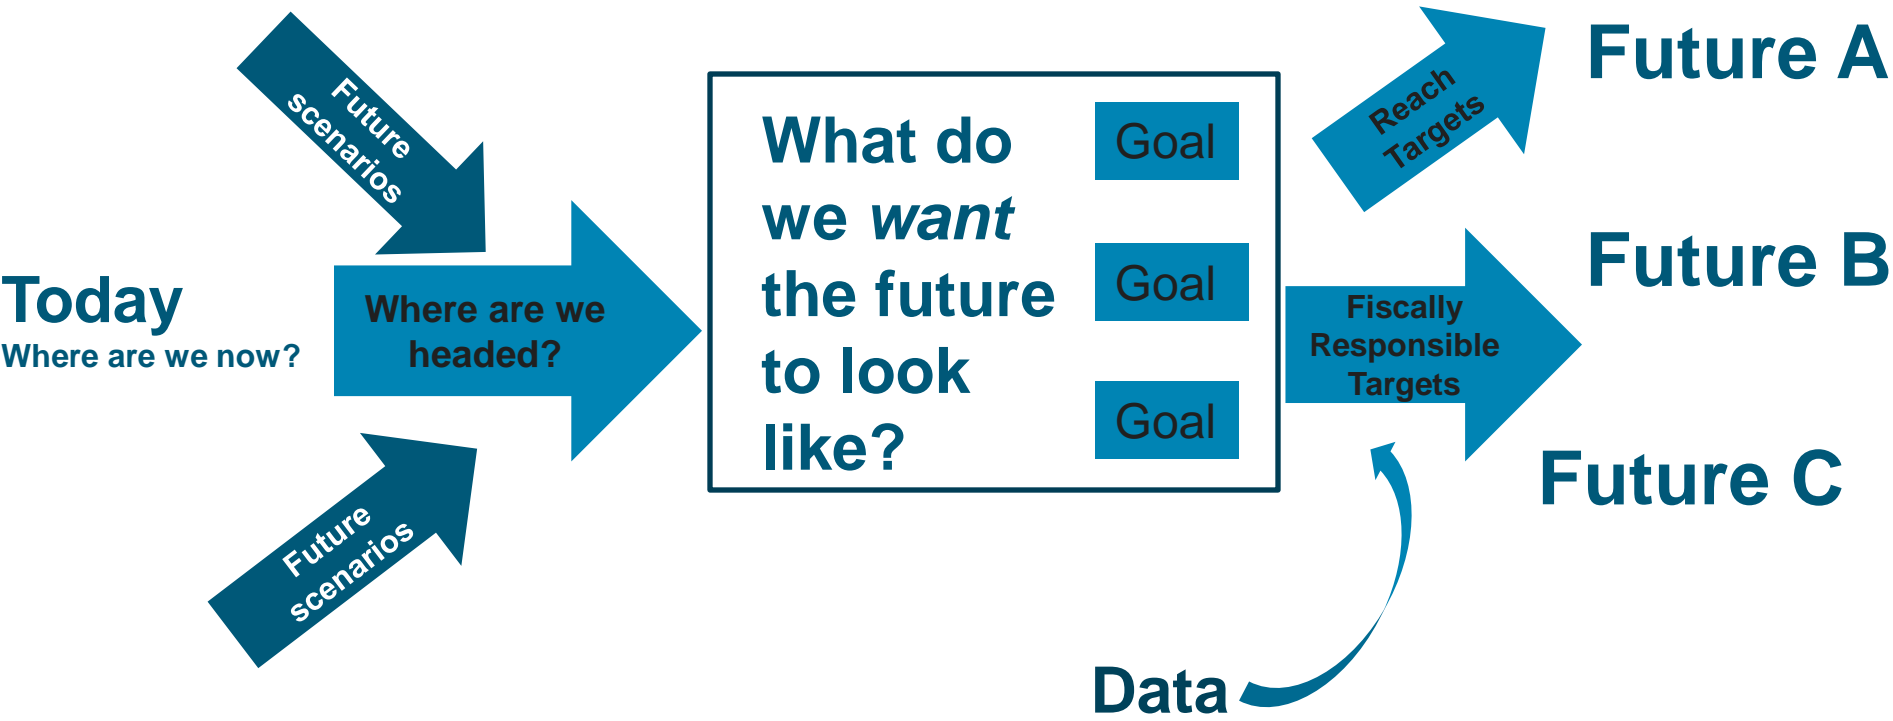 Future
scenarios
Today
Where are we now?
Where are we
headed?
Future
scenarios
What do
we want
the future
to look
like?
Goal
Goal
Goal
Reach
Targets
Fiscally
Responsible
Targets
Data
Future A
Future B
Future C